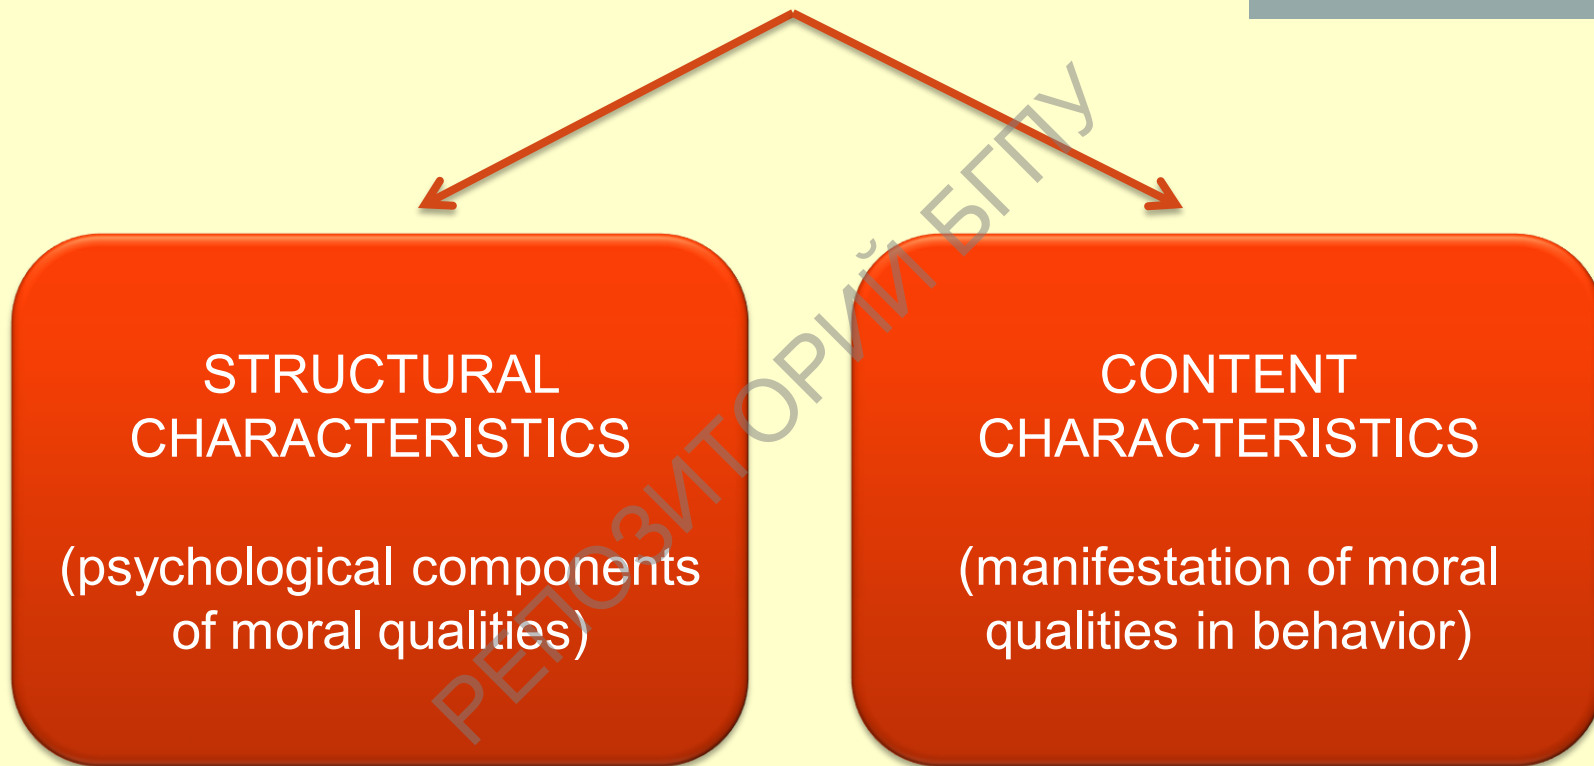 STRUCTURAL
CHARACTERISTICS
(psychological components
of moral qualities)
CONTENT
CHARACTERISTICS
(manifestation of moral
qualities in behavior)
РЕПОЗИТОРИЙ БГПУ